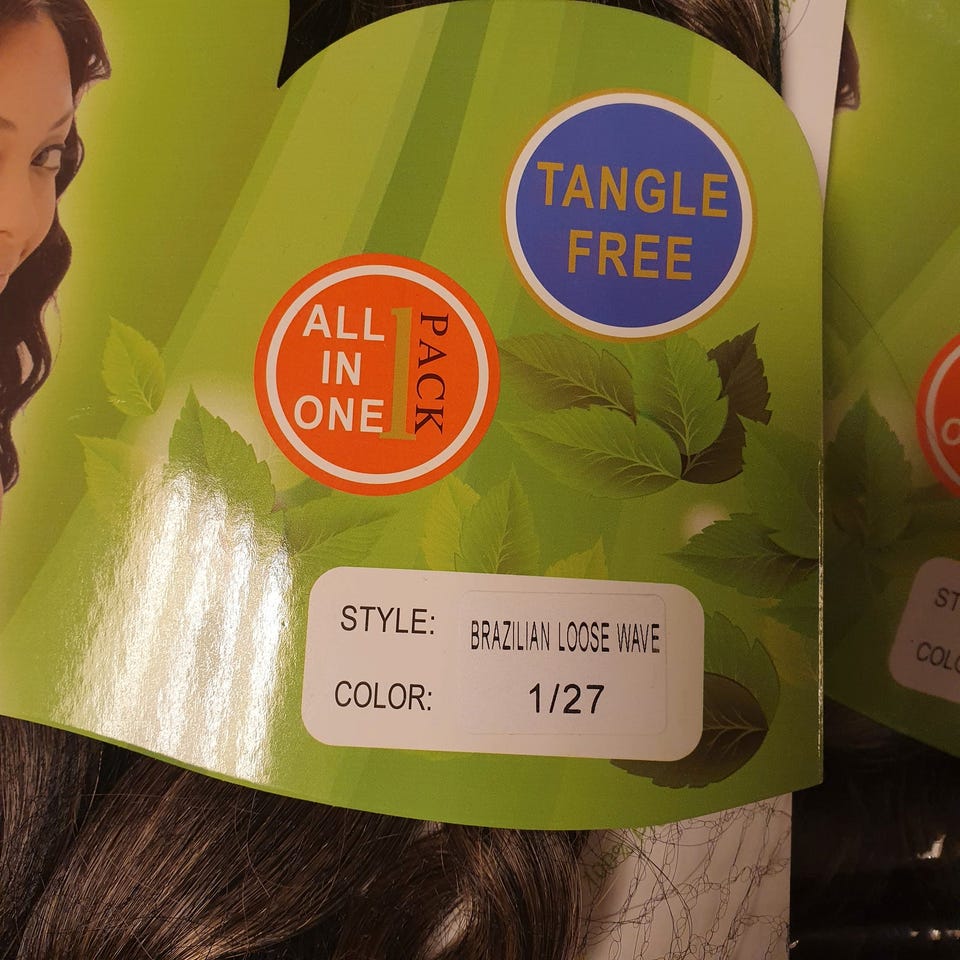 TANGLE
FREE
ALL
IN
ONE
1
PACK
STYLE: BRAZILIAN LOOSE WAVE
COLOR: 1/27